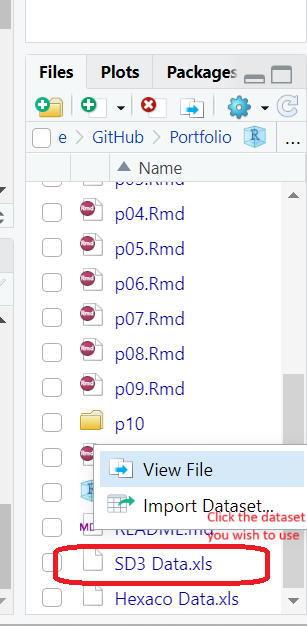 Files Plots Packages
e GitHub Portfolio ...
Name
p03.Rmd
p04.Rmd
p05.Rmd
p06.Rmd
p07.Rmd
p08.Rmd
p09.Rmd
p10
View File
Import Dataset...
Click the dataset
you wish to use
README.md
SD3 Data.xls
Hexaco Data.xls